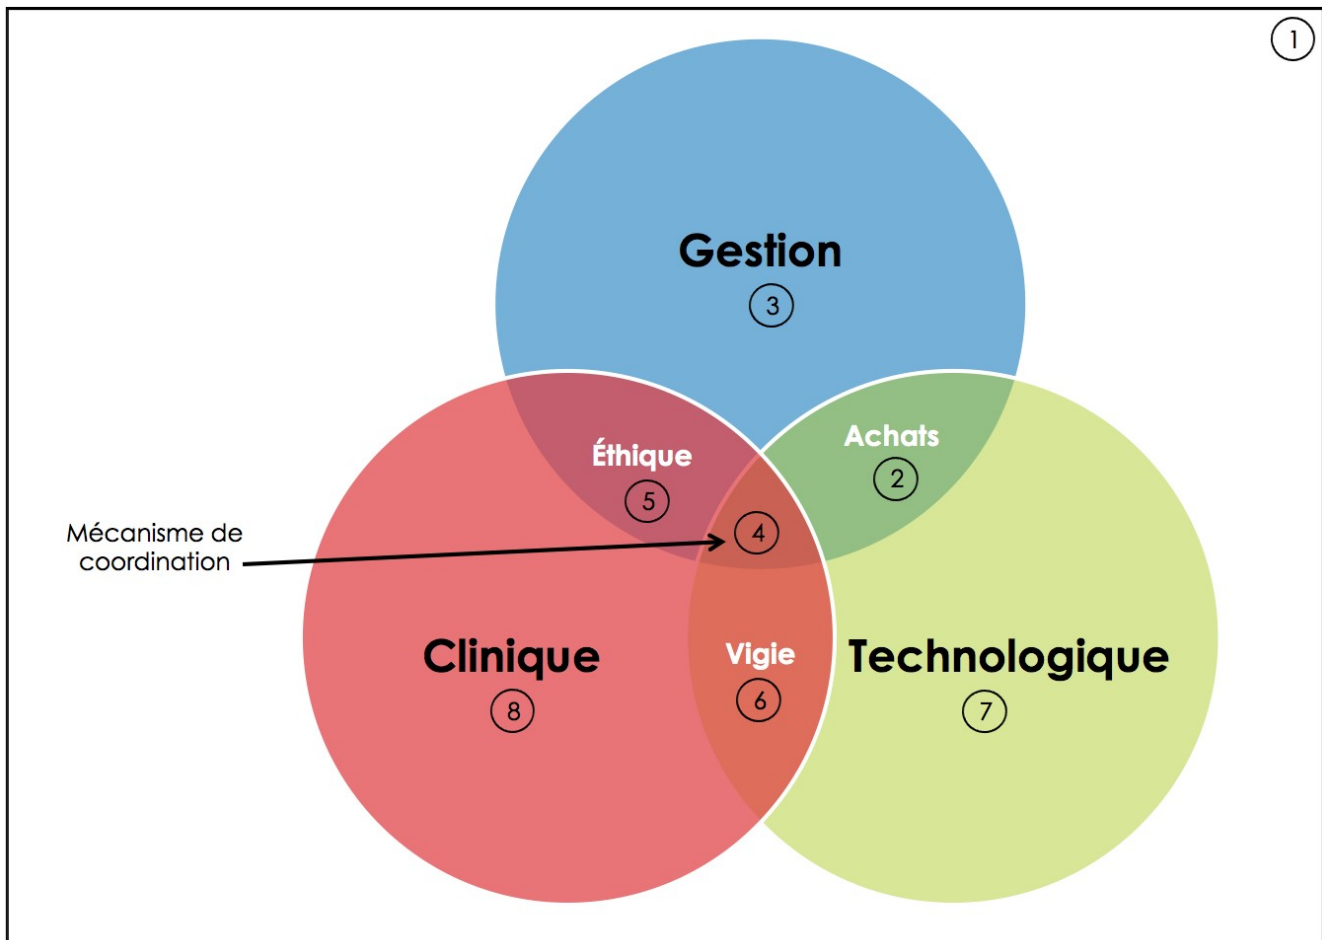 1
Gestion
3
Achats
2
Éthique
5
4
Mécanisme de
coordination
Clinique
8
Vigie
6
Technologique
7